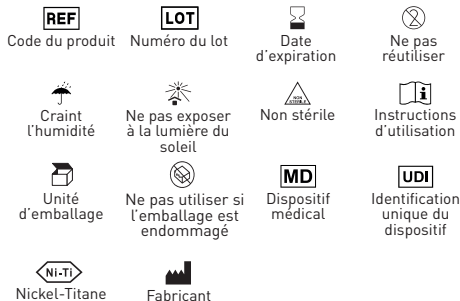 REF
LOT
Code du produit
Numéro du lot
Date
d'expiration
Ne pas
réutiliser
2
NON
STERILE
i
Craint
l'humidité
Ne pas exposer
à la lumière du
soleil
Non stérile
Instructions
d'utilisation
MD
UDI
Unité
d'emballage
Ne pas utiliser si
l'emballage est
endommagé
Dispositif
médical
Identification
unique du
dispositif
Ni-Ti
Nickel-Titane
Fabricant